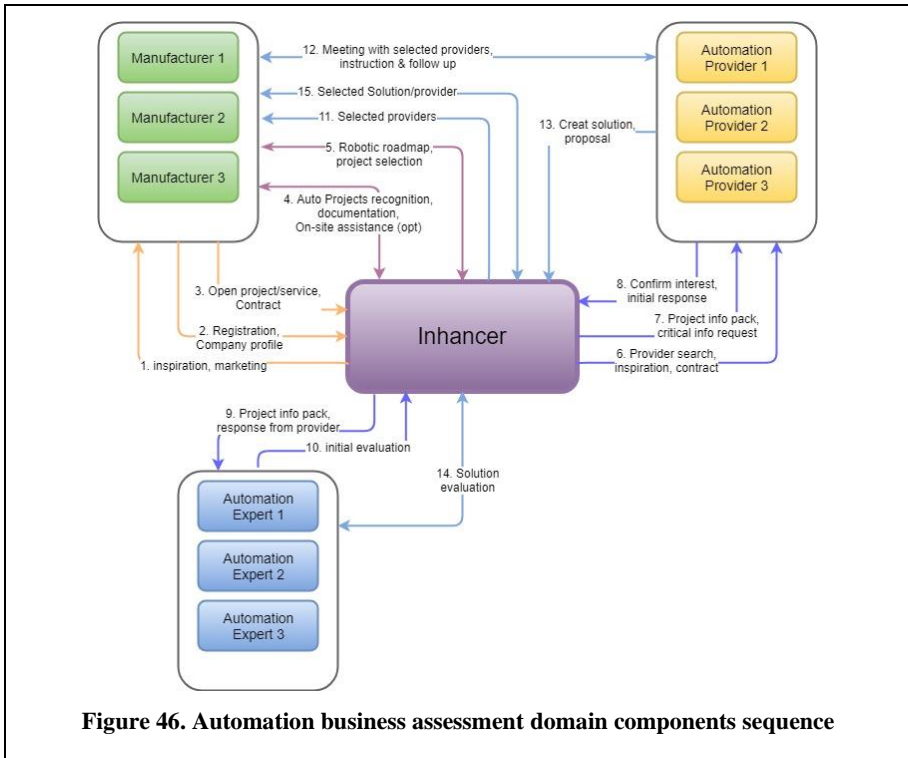 Manufacturer 1
Manufacturer 2
Manufacturer 3
12. Meeting with selected providers,
instruction & follow up
15. Selected Solution/provider
11. Selected providers
5. Robotic roadmap,
project selection
4. Auto Projects recognition,
documentation,
On-site assistance (opt)
13. Creat solution,
proposal
Automation
Provider 1
Automation
Provider 2
Automation
Provider 3
3. Open project/service,
Contract
2. Registration,
Company profile
1. inspiration, marketing
Inhancer
8. Confirm interest,
initial response
7. Project info pack,
critical info request
6. Provider search,
inspiration, contract
9. Project info pack,
response from provider
10. initial evaluation
14. Solution
evaluation
Automation
Expert 1
Automation
Expert 2
Automation
Expert 3
Figure 46. Automation business assessment domain components sequence